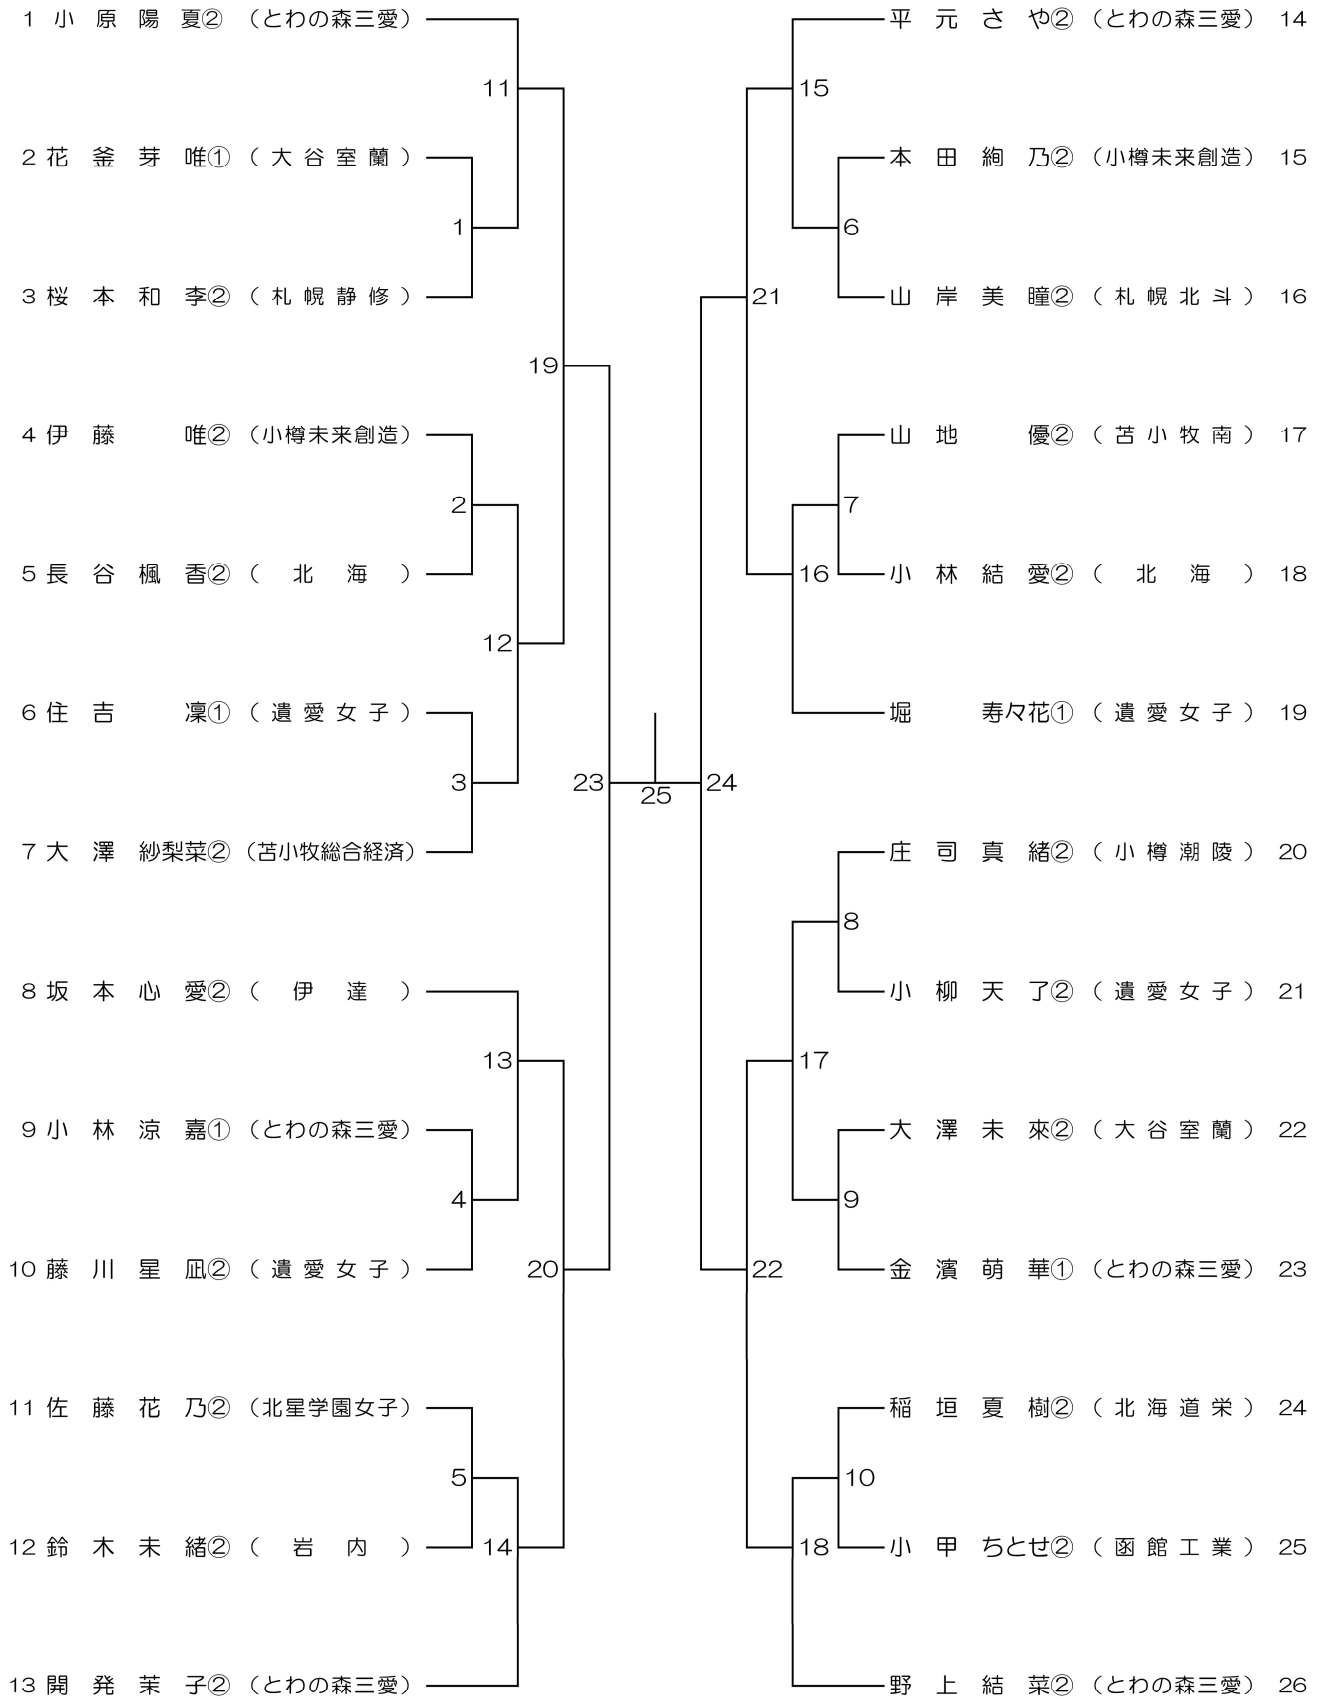 1 小原陽夏② （とわの森三愛）
11
2 花釜芽唯① （大谷室蘭）
1
3 桜本和李② （札幌静修）
19
4 伊藤唯② （小樽未来創造）
2
5 長谷楓香② （北海）
12
6 住吉凜① （遺愛女子）
3
7 大澤紗梨菜② （苫小牧総合経済）
23
8 坂本心愛② （伊達）
13
9 小林涼嘉① （とわの森三愛）
4
10 藤川星凪② （遺愛女子）
20
11 佐藤花乃② （北星学園女子）
5
12 鈴木未緒② （岩内）
14
13 開発茉子② （とわの森三愛）
25
平元さや② （とわの森三愛） 14
15
本田絢乃② （小樽未来創造） 15
6
山岸美瞳② （札幌北斗） 16
21
山地優② （苫小牧南） 17
7
小林結愛② （北海） 18
16
堀寿々花① （遺愛女子） 19
24
庄司真緒② （小樽潮陵） 20
8
小柳天了② （遺愛女子） 21
17
大澤未來② （大谷室蘭） 22
9
金濱萌華① （とわの森三愛） 23
22
稲垣夏樹② （北海道栄） 24
10
小甲ちとせ② （函館工業） 25
18
野上結菜② （とわの森三愛） 26